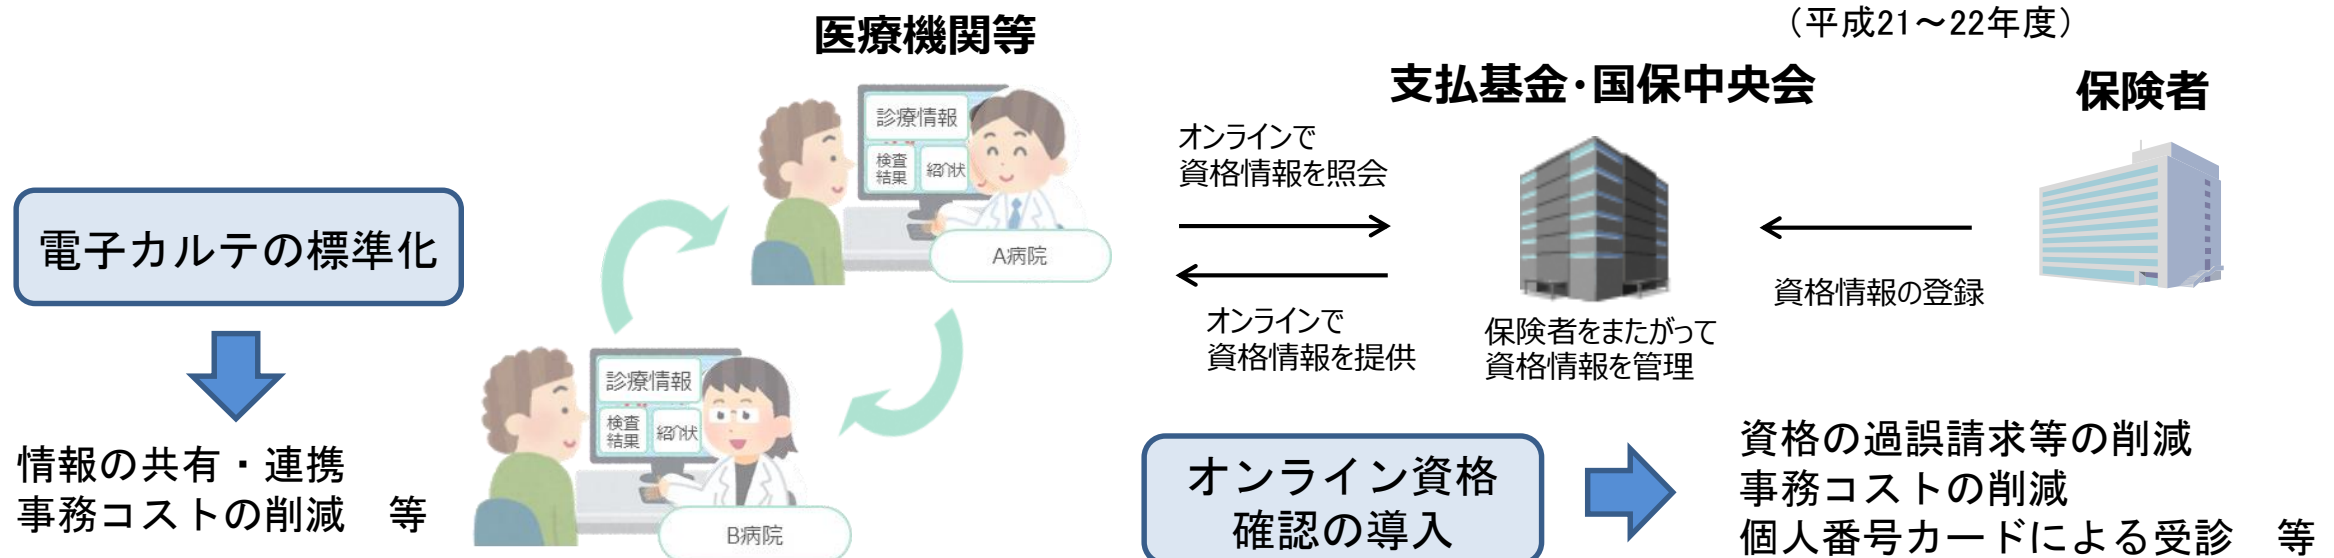 （平成21～22年度）
医療機関等
支払基金･国保中央会
保険者
診療情報
検査
結果
紹介状
A病院
オンラインで
資格情報を照会
オンラインで
資格情報を提供
保険者をまたがって
資格情報を管理
資格情報の登録
電子カルテの標準化
情報の共有・連携
事務コストの削減　等
診療情報
検査
結果
紹介状
B病院
オンライン資格
確認の導入
資格の過誤請求等の削減
事務コストの削減
個人番号カードによる受診　等